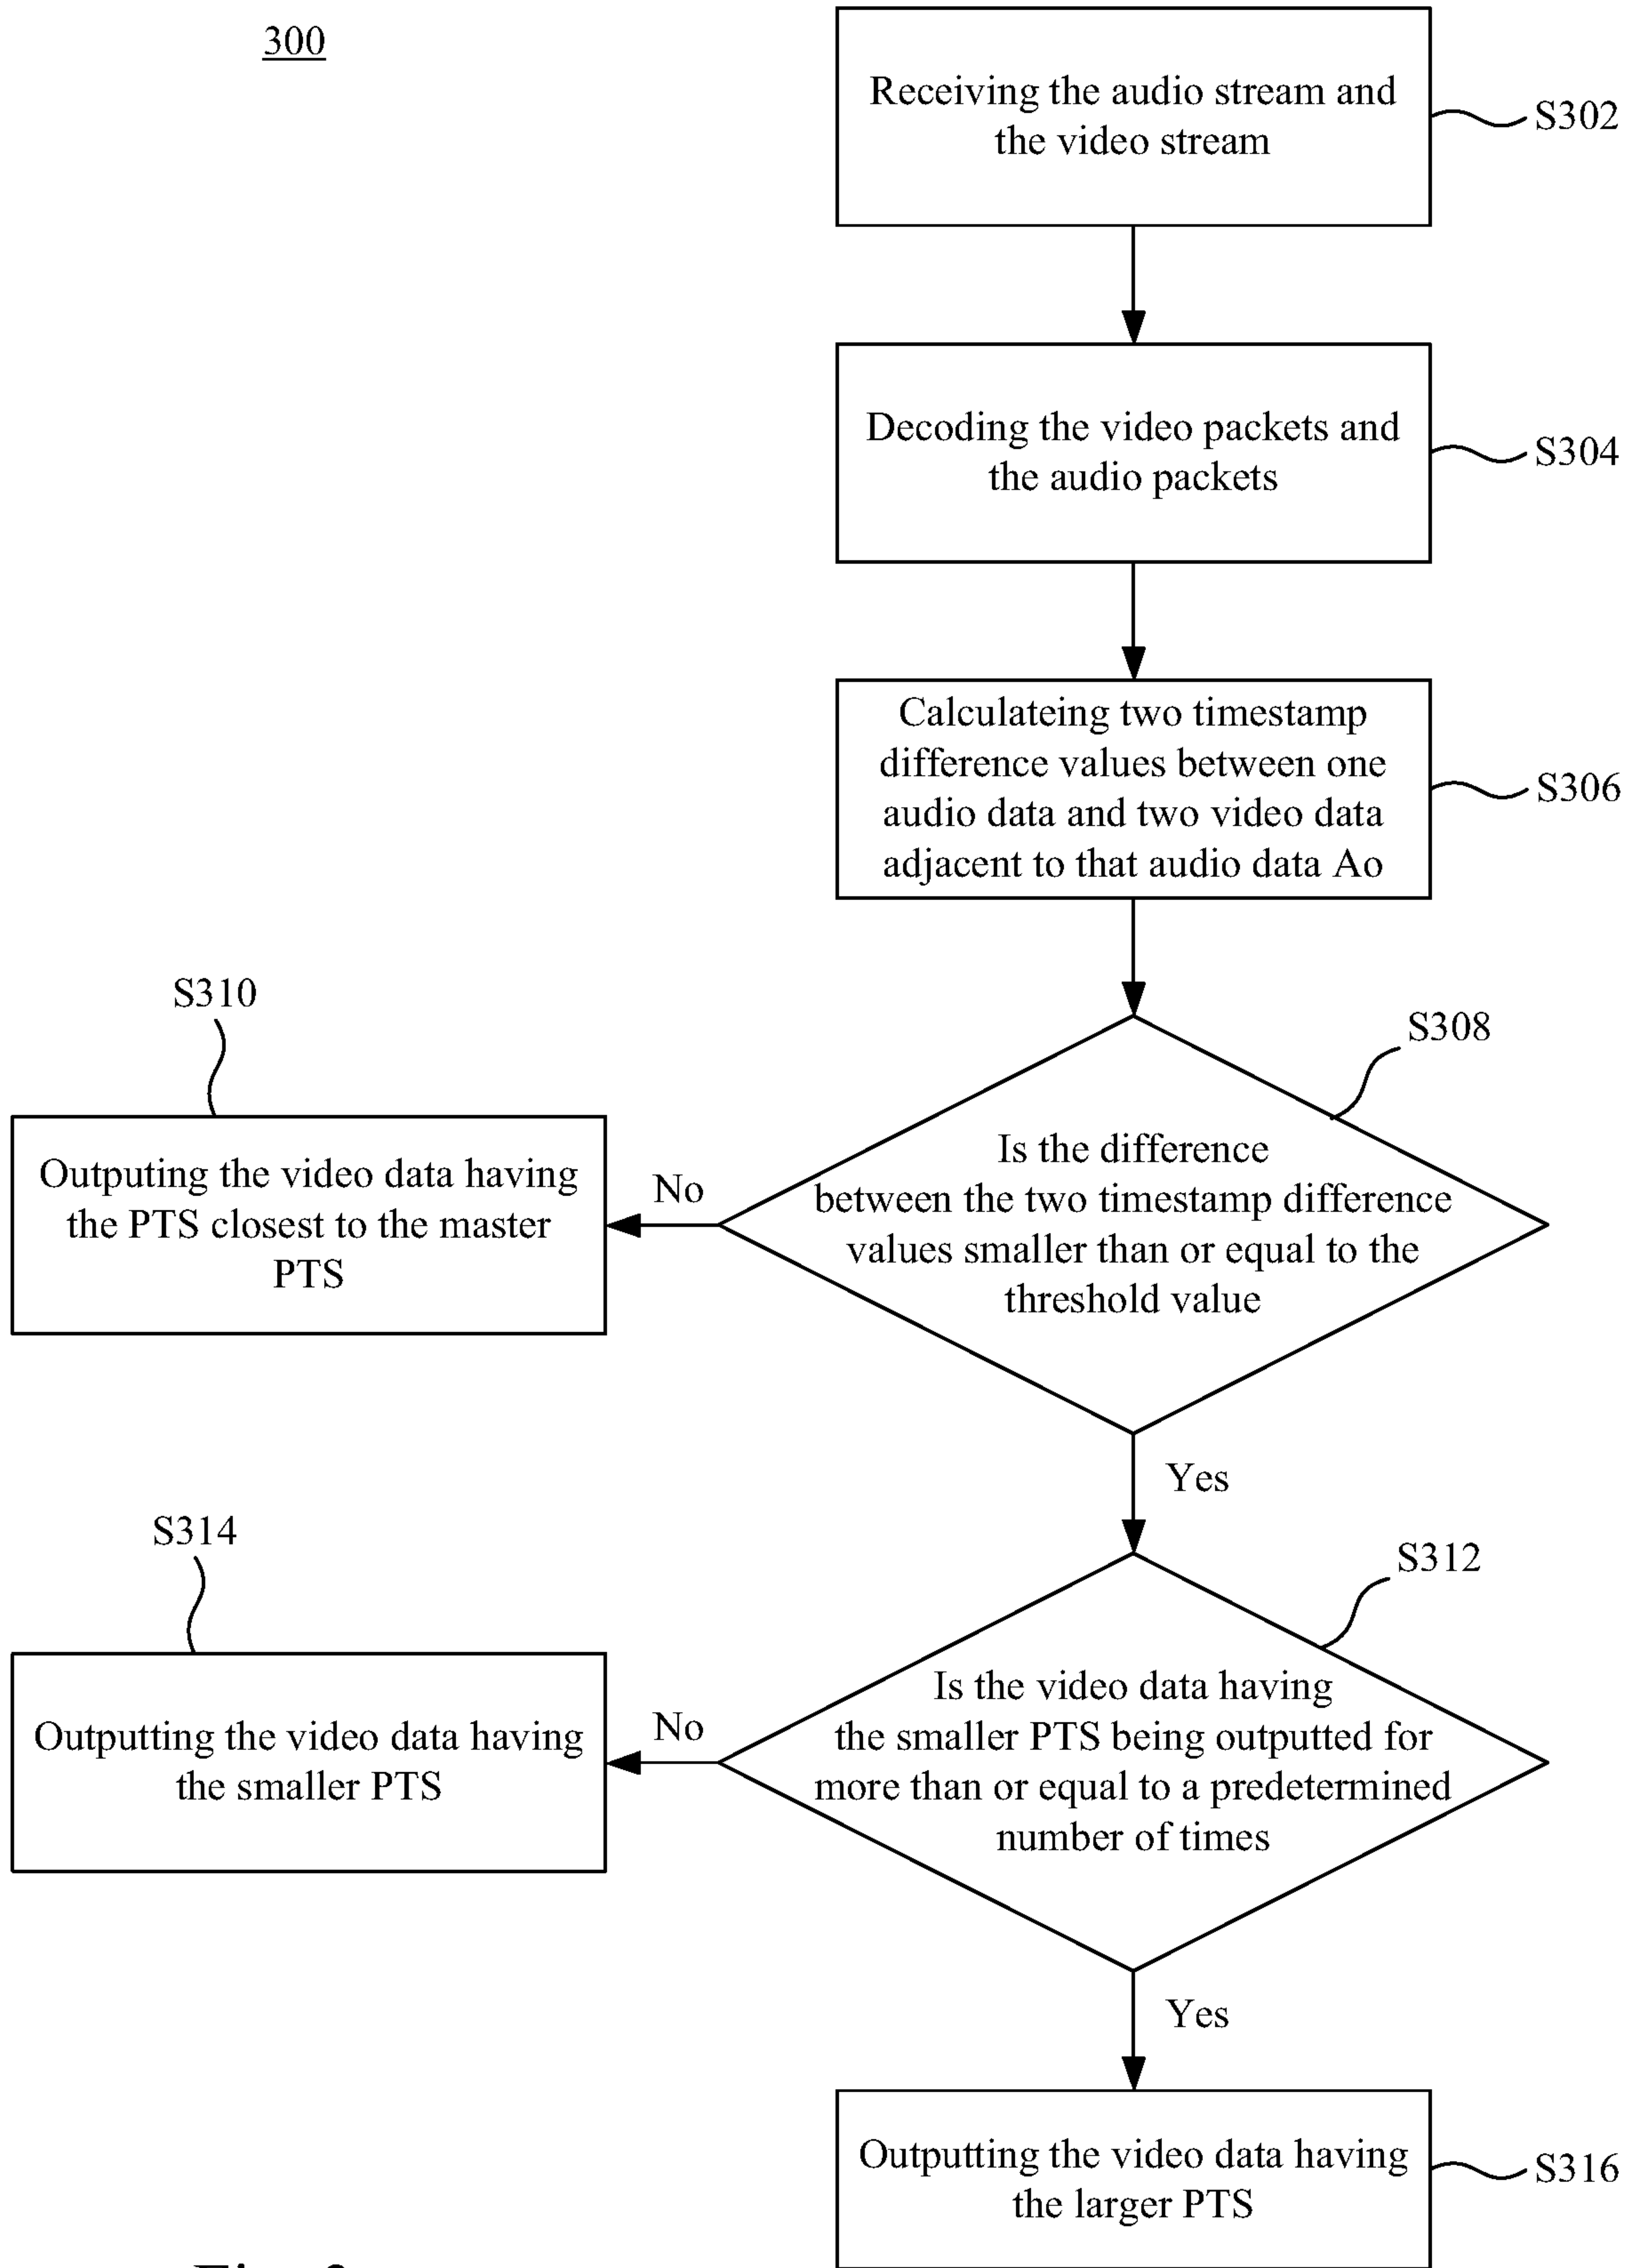 300
Receiving the audio stream and
the video stream
S302
Decoding the video packets and
the audio packets
S304
Calculateing two timestamp
difference values between one
audio data and two video data
adjacent to that audio data Ao
S306
S310
S308
Outputing the video data having
the PTS closest to the master
PTS
No
Is the difference
between the two timestamp difference
values smaller than or equal to the
threshold value
Yes
S314
S312
Outputting the video data having
the smaller PTS
No
Is the video data having
the smaller PTS being outputted for
more than or equal to a predetermined
number of times
Yes
Outputting the video data having
the larger PTS
S316